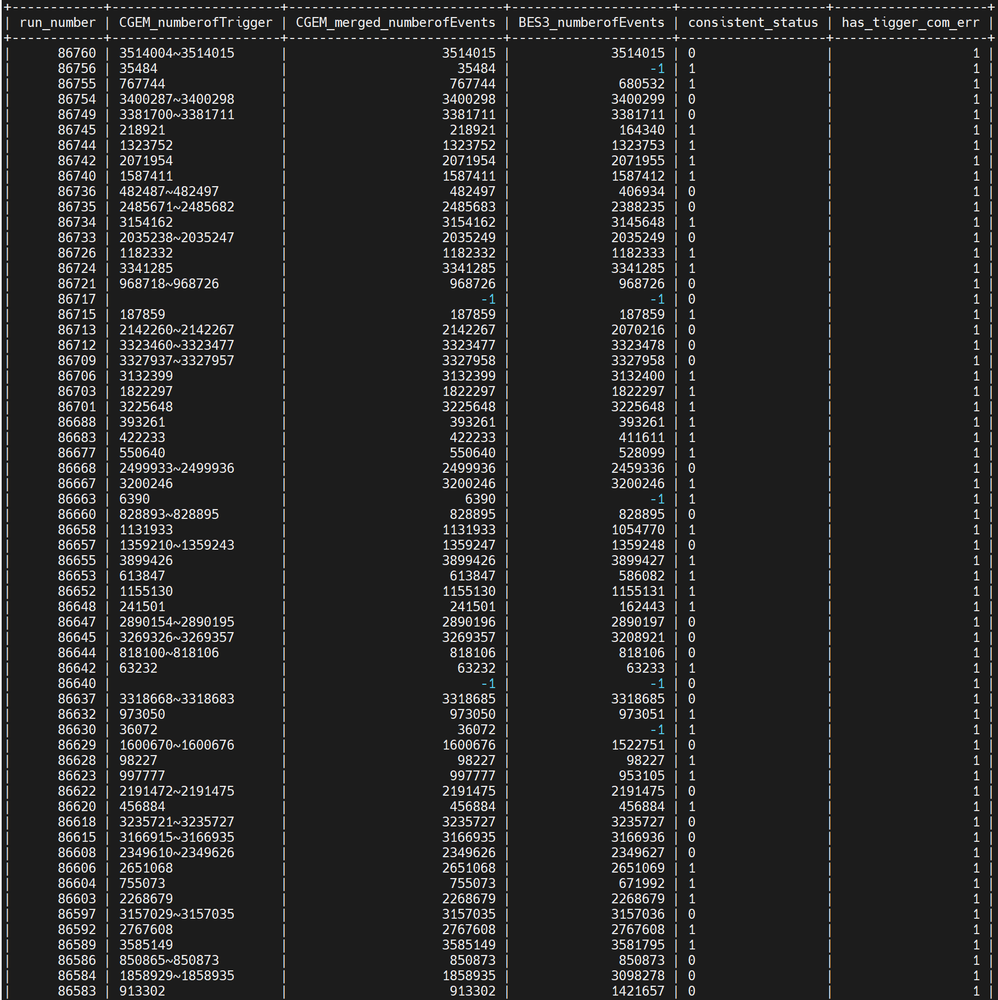 +------------+----------------------+----------------------------+---------------------+-------------------+--------------------+
| run_number | CGEM_numberofTrigger | CGEM_merged_numberofEvents | BES3_numberofEvents | consistent_status | has_tigger_com_err |
+------------+----------------------+----------------------------+---------------------+-------------------+--------------------+
| 86760 | 3514004~3514015 | 3514015 | 3514015 | 0 | 1 |
| 86756 | 35484 | 35484 | -1 | 1 | 1 |
| 86755 | 767744 | 767744 | 680532 | 1 | 1 |
| 86754 | 3400287~3400298 | 3400298 | 3400299 | 0 | 1 |
| 86749 | 3381700~3381711 | 3381711 | 3381711 | 0 | 1 |
| 86745 | 218921 | 218921 | 164340 | 1 | 1 |
| 86744 | 1323752 | 1323752 | 1323753 | 1 | 1 |
| 86742 | 2071954 | 2071954 | 2071955 | 1 | 1 |
| 86740 | 1587411 | 1587411 | 1587412 | 1 | 1 |
| 86736 | 482487~482497 | 482497 | 406934 | 0 | 1 |
| 86735 | 2485671~2485682 | 2485683 | 2388235 | 0 | 1 |
| 86734 | 3154162 | 3154162 | 3145648 | 1 | 1 |
| 86733 | 2035238~2035247 | 2035249 | 2035249 | 0 | 1 |
| 86726 | 1182332 | 1182332 | 1182333 | 1 | 1 |
| 86724 | 3341285 | 3341285 | 3341285 | 1 | 1 |
| 86721 | 968718~968726 | 968726 | 968726 | 0 | 1 |
| 86717 | | -1 | -1 | 0 | 1 |
| 86715 | 187859 | 187859 | 187859 | 1 | 1 |
| 86713 | 2142260~2142267 | 2142267 | 2070216 | 0 | 1 |
| 86712 | 3323460~3323477 | 3323477 | 3323478 | 0 | 1 |
| 86709 | 3327937~3327957 | 3327958 | 3327958 | 0 | 1 |
| 86706 | 3132399 | 3132399 | 3132400 | 1 | 1 |
| 86703 | 1822297 | 1822297 | 1822297 | 1 | 1 |
| 86701 | 3225648 | 3225648 | 3225648 | 1 | 1 |
| 86688 | 393261 | 393261 | 393261 | 1 | 1 |
| 86683 | 422233 | 422233 | 411611 | 1 | 1 |
| 86677 | 550640 | 550640 | 528099 | 1 | 1 |
| 86668 | 2499933~2499936 | 2499936 | 2459336 | 0 | 1 |
| 86667 | 3200246 | 3200246 | 3200246 | 1 | 1 |
| 86663 | 6390 | 6390 | -1 | 1 | 1 |
| 86660 | 828893~828895 | 828895 | 828895 | 0 | 1 |
| 86658 | 1131933 | 1131933 | 1054770 | 1 | 1 |
| 86657 | 1359210~1359243 | 1359247 | 1359248 | 0 | 1 |
| 86655 | 3899426 | 3899426 | 3899427 | 1 | 1 |
| 86653 | 613847 | 613847 | 586082 | 1 | 1 |
| 86652 | 1155130 | 1155130 | 1155131 | 1 | 1 |
| 86648 | 241501 | 241501 | 162443 | 1 | 1 |
| 86647 | 2890154~2890195 | 2890196 | 2890197 | 0 | 1 |
| 86645 | 3269326~3269357 | 3269357 | 3208921 | 0 | 1 |
| 86644 | 818100~818106 | 818106 | 818106 | 0 | 1 |
| 86642 | 63232 | 63232 | 63233 | 1 | 1 |
| 86640 | | -1 | -1 | 0 | 1 |
| 86637 | 3318668~3318683 | 3318685 | 3318685 | 0 | 1 |
| 86632 | 973050 | 973050 | 973051 | 1 | 1 |
| 86630 | 36072 | 36072 | -1 | 1 | 1 |
| 86629 | 1600670~1600676 | 1600676 | 1522751 | 0 | 1 |
| 86628 | 98227 | 98227 | 98227 | 1 | 1 |
| 86623 | 997777 | 997777 | 953105 | 1 | 1 |
| 86622 | 2191472~2191475 | 2191475 | 2191475 | 0 | 1 |
| 86620 | 456884 | 456884 | 456884 | 1 | 1 |
| 86618 | 3235721~3235727 | 3235727 | 3235727 | 0 | 1 |
| 86615 | 3166915~3166935 | 3166935 | 3166936 | 0 | 1 |
| 86608 | 2349610~2349626 | 2349626 | 2349627 | 0 | 1 |
| 86606 | 2651068 | 2651068 | 2651069 | 1 | 1 |
| 86604 | 755073 | 755073 | 671992 | 1 | 1 |
| 86603 | 2268679 | 2268679 | 2268679 | 1 | 1 |
| 86597 | 3157029~3157035 | 3157035 | 3157036 | 0 | 1 |
| 86592 | 2767608 | 2767608 | 2767608 | 1 | 1 |
| 86589 | 3585149 | 3585149 | 3581795 | 1 | 1 |
| 86586 | 850865~850873 | 850873 | 850873 | 0 | 1 |
| 86584 | 1858929~1858935 | 1858935 | 3098278 | 0 | 1 |
| 86583 | 913302 | 913302 | 1421657 | 0 | 1 |